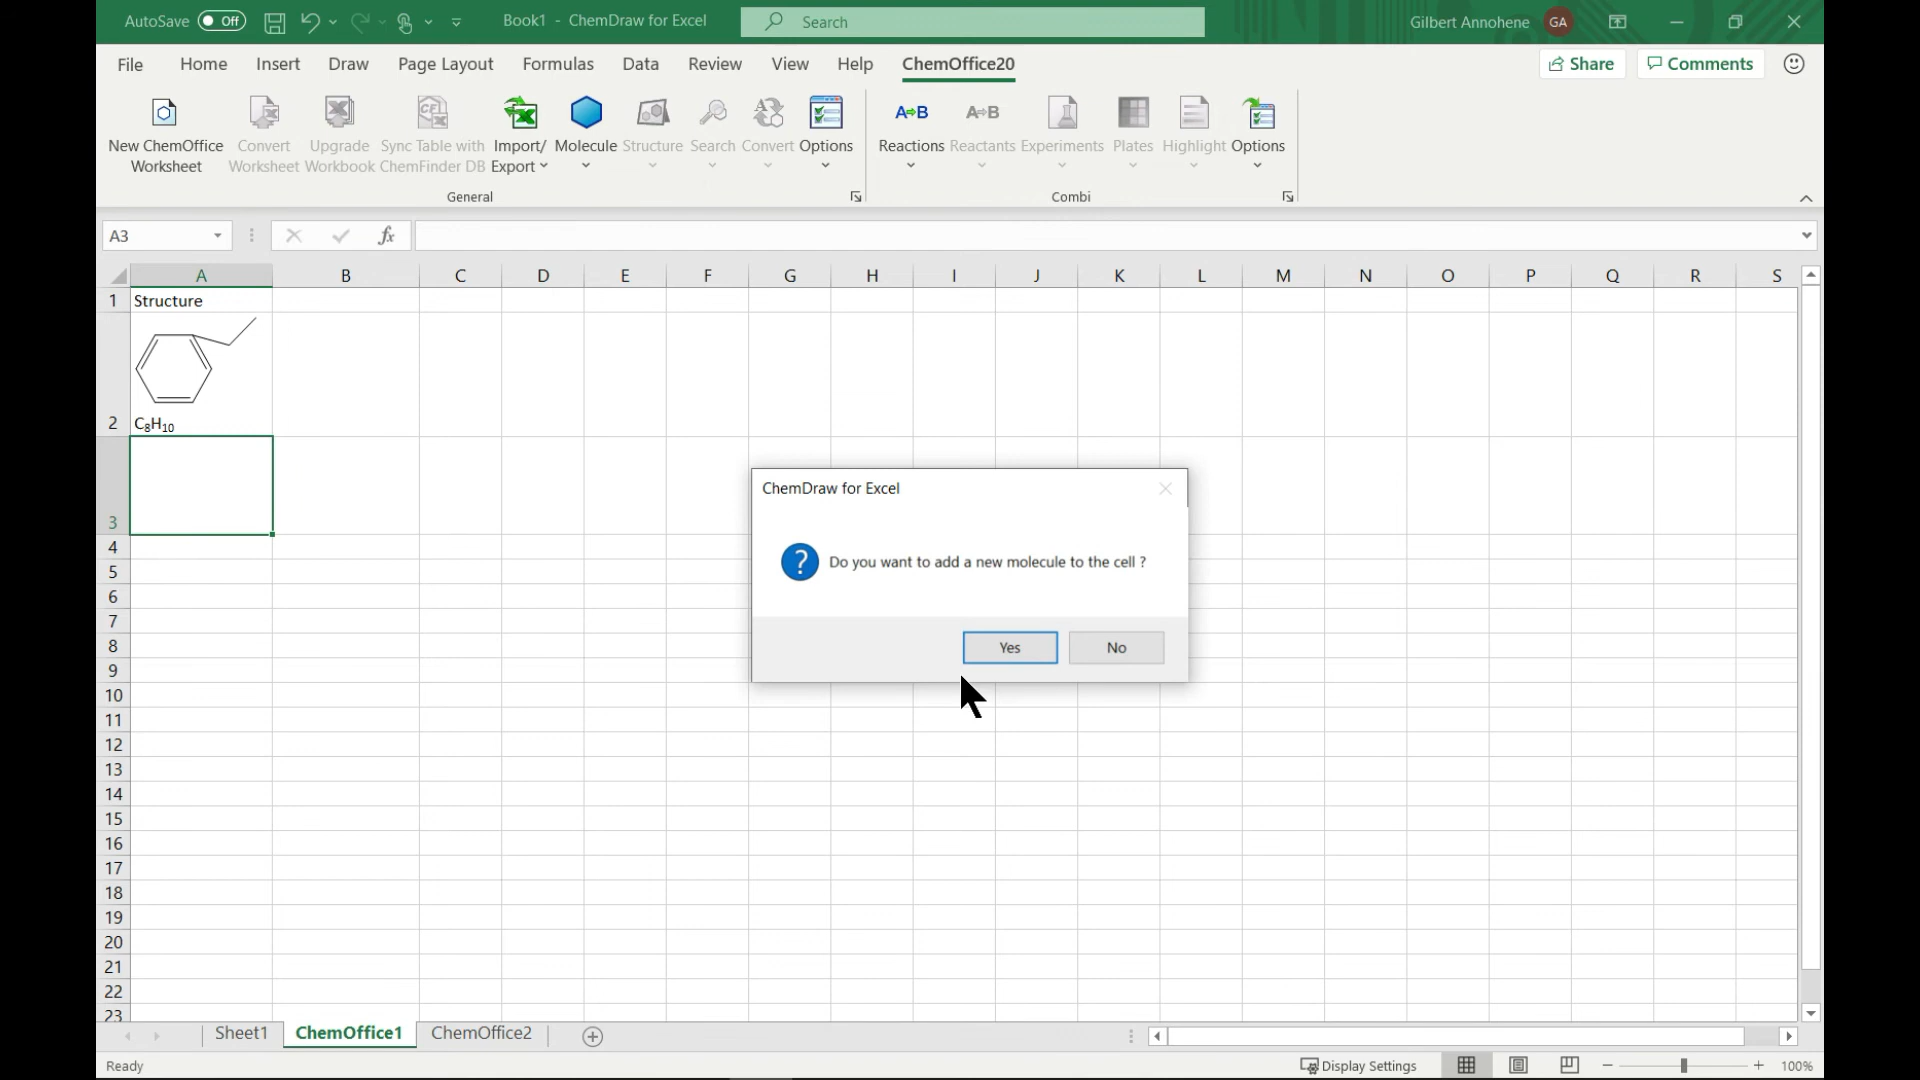 AutoSave Off Book1 - ChemDraw for Excel Search Gilbert Annohene GA
File Home Insert Draw Page Layout Formulas Data Review View Help ChemOffice20 Share Comments
New ChemOffice Convert Upgrade Sync Table with Import/ Molecule Structure Search Convert Options Reactions Reactants Experiments Plates Highlight Options
Worksheet Worksheet Workbook ChemFinder DB Export
General Combi
A3 fx
A B C D E F G H I J K L M N O P Q R S
1 Structure
2 C8H10
3
ChemDraw for Excel
? Do you want to add a new molecule to the cell ?
Yes No
4
5
6
7
8
9
10
11
12
13
14
15
16
17
18
19
20
21
22
23
Sheet1 ChemOffice1 ChemOffice2
Ready Display Settings 100%